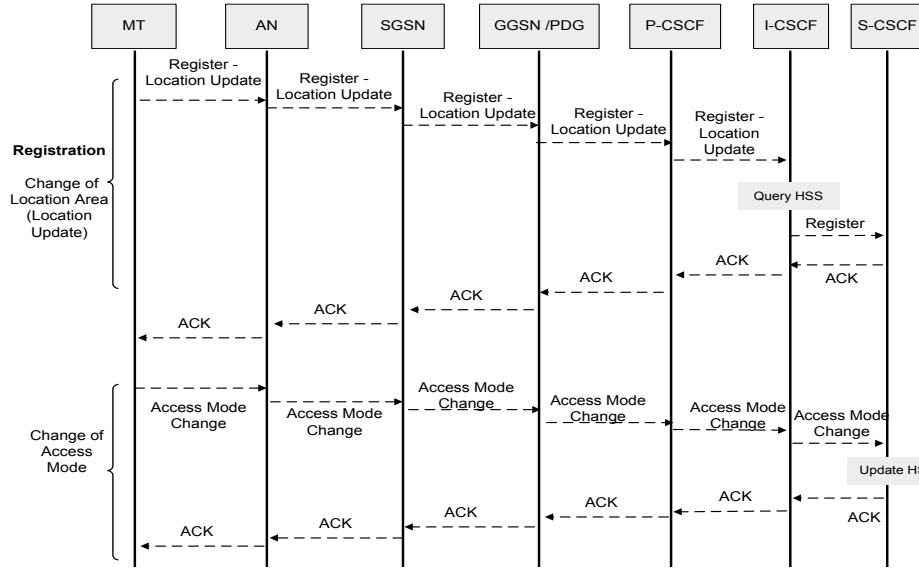 MT
AN
SGSN
GGSN /PDG
P-CSCF
I-CSCF
S-CSCF
Register -
Location Update
Register -
Location Update
Register -
Location Update
Register -
Location Update
Register -
Location
Update
Registration
Change of
Location Area
(Location
Update)
Query HSS
Register
ACK
ACK
ACK
ACK
ACK
ACK
Access Mode
Change
Access Mode
Change
Access Mode
Change
Access Mode
Change
Access Mode
Change
Access Mode
Change
Change of
Access
Mode
Update HS
ACK
ACK
ACK
ACK
ACK
ACK